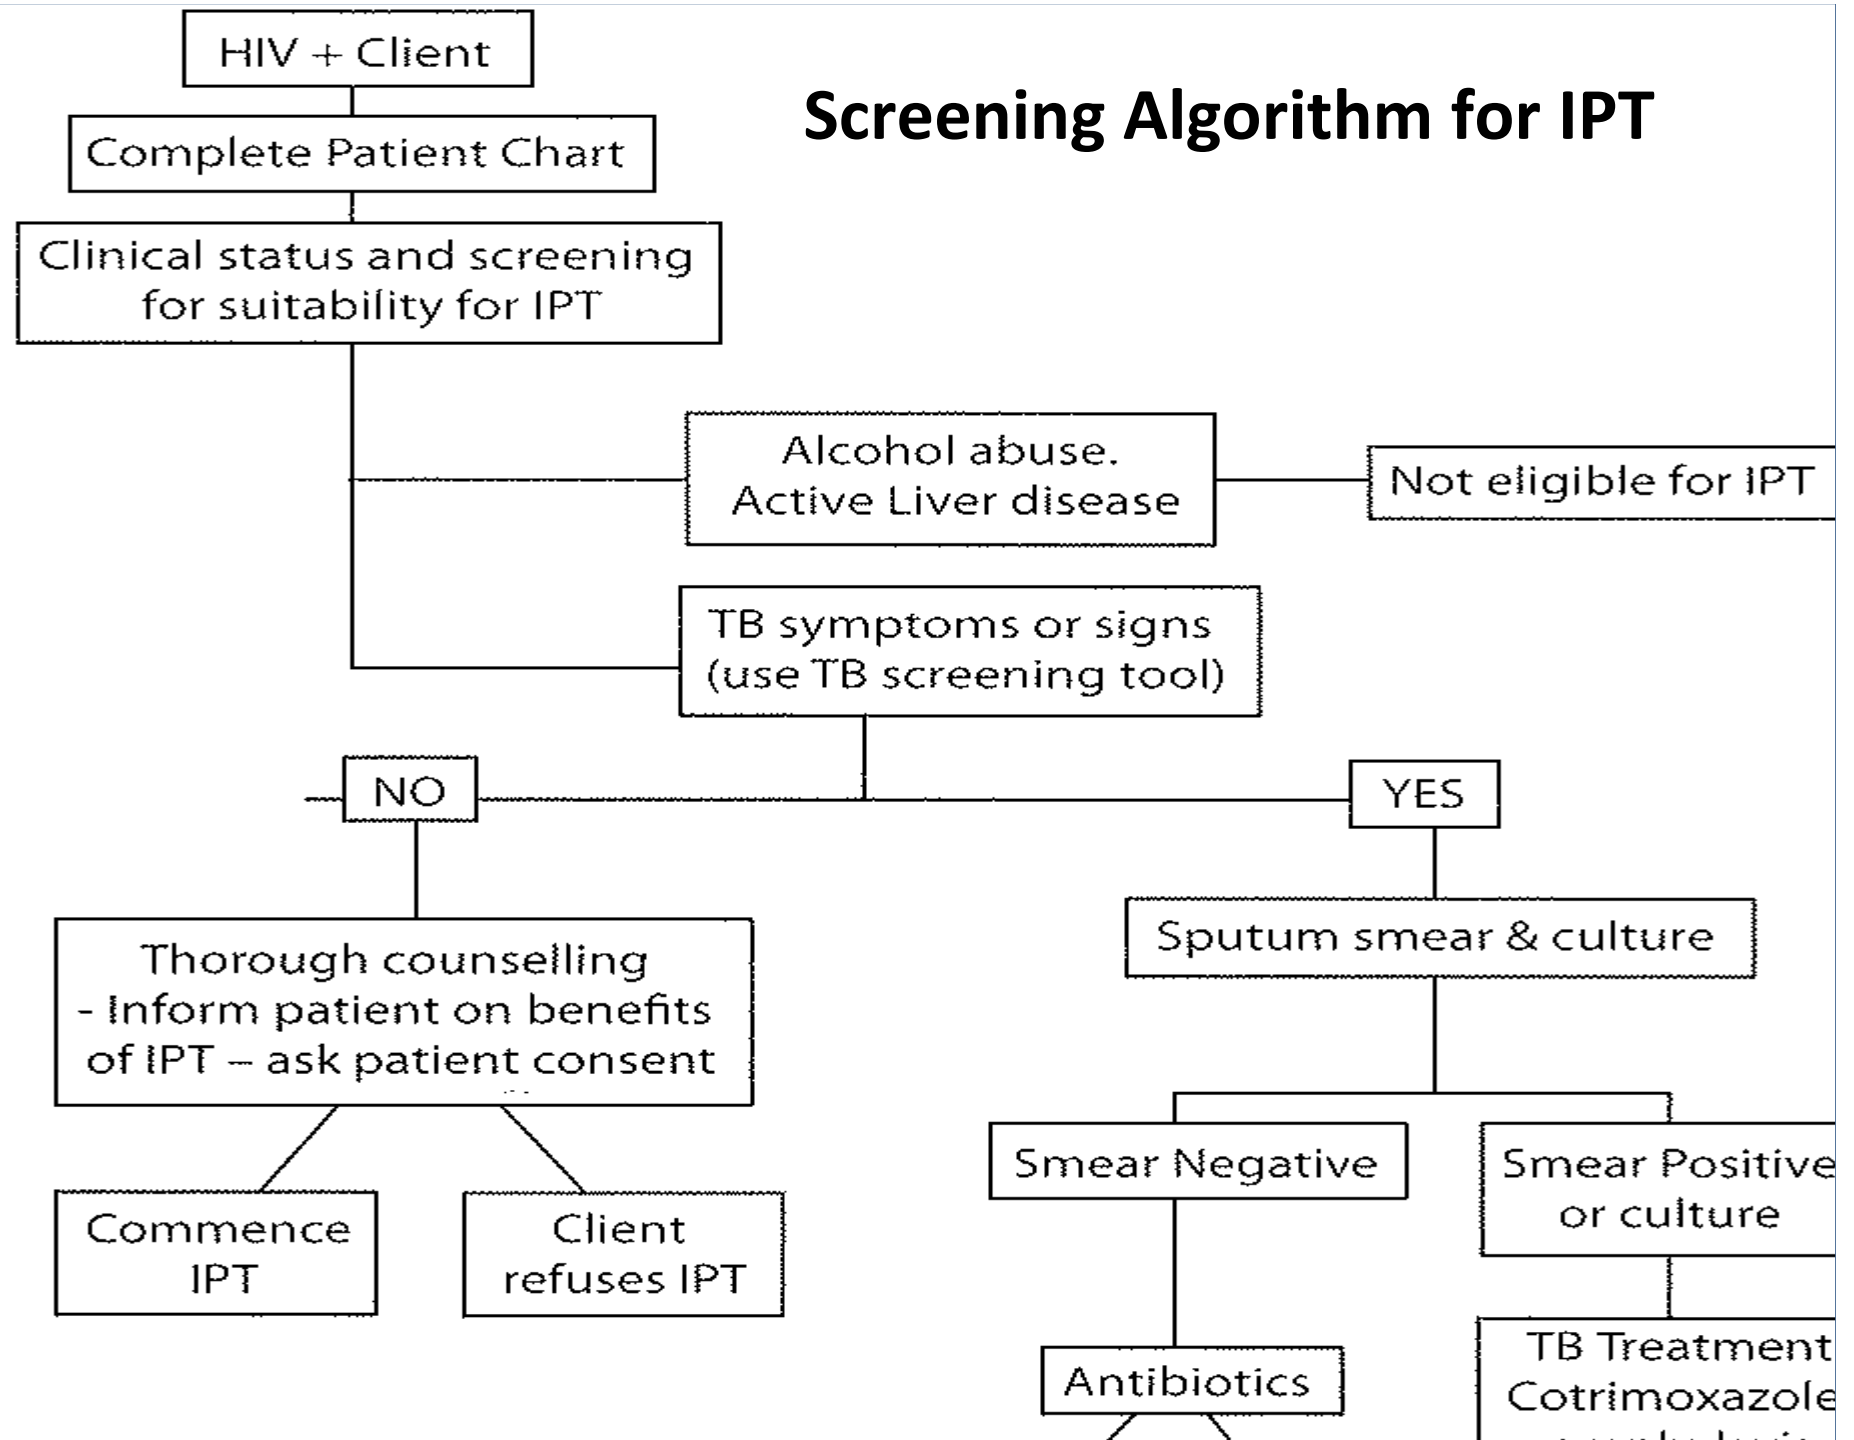 HIV + Client
Screening Algorithm for IPT
Complete Patient Chart
Clinical status and screening
for suitability for IPT
Alcohol abuse.
Active Liver disease
Not eligible for IPT
TB symptoms or signs
(use TB screening tool)
NO
YES
Thorough counselling
- Inform patient on benefits
of IPT – ask patient consent
Sputum smear & culture
Commence
IPT
Client
refuses IPT
Smear Negative
Smear Positive
or culture
Antibiotics
TB Treatment
Cotrimoxazole